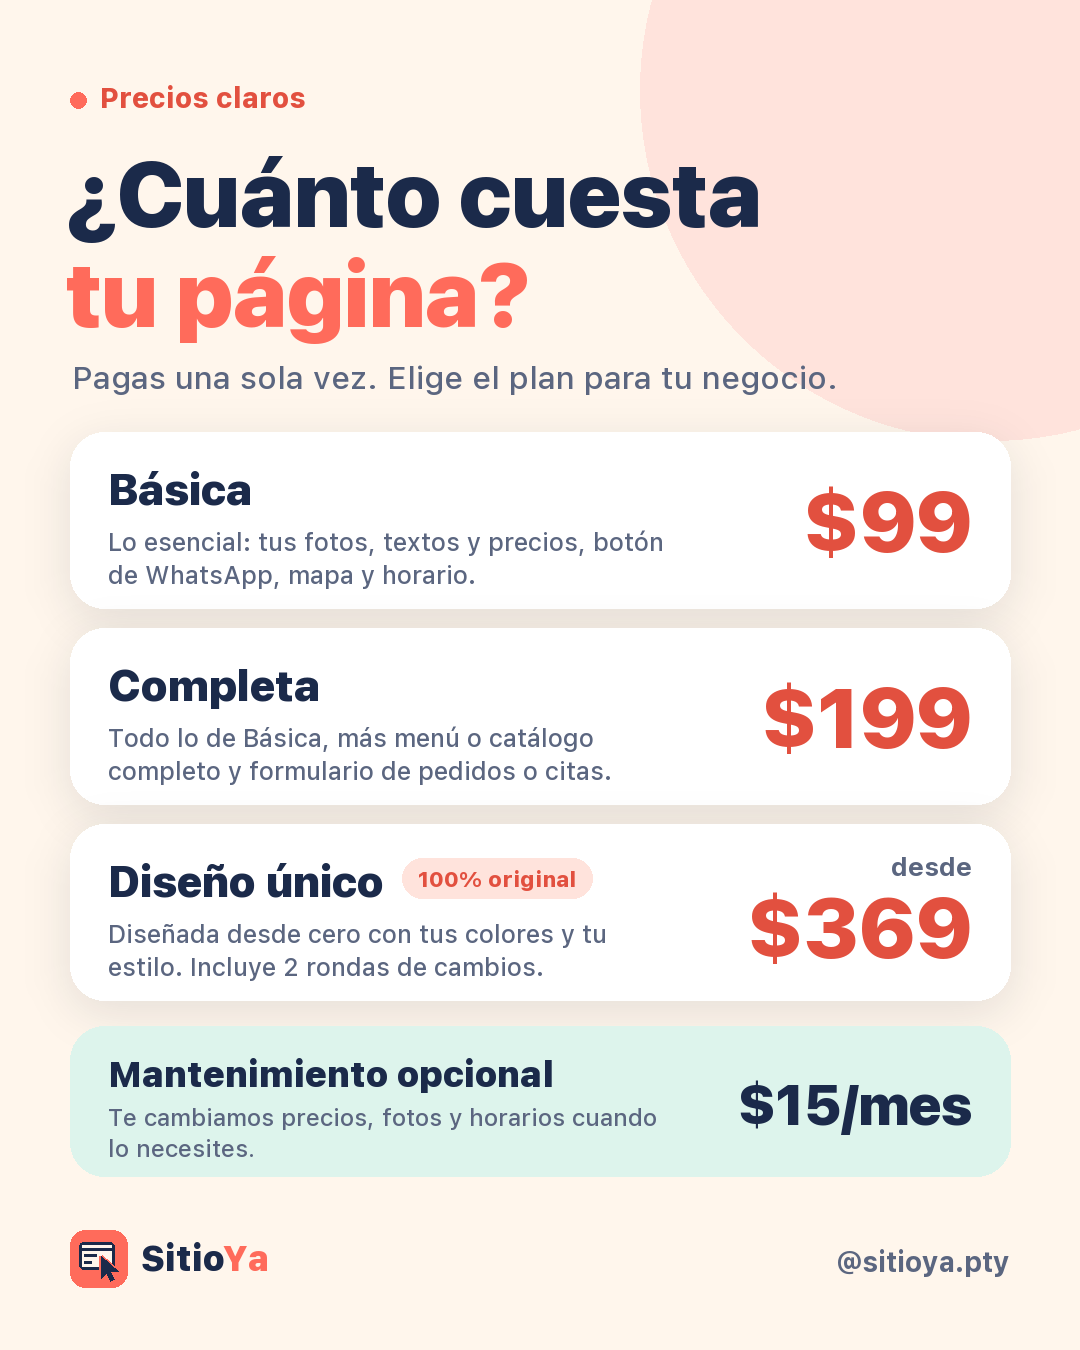 Precios claros
¿Cuánto cuesta
tu página?
Pagas una sola vez. Elige el plan para tu negocio.
Básica
Lo esencial: tus fotos, textos y precios, botón
de WhatsApp, mapa y horario.
$99
Completa
Todo lo de Básica, más menú o catálogo
completo y formulario de pedidos o citas.
$199
Diseño único
100% original
Diseñada desde cero con tus colores y tu
estilo. Incluye 2 rondas de cambios.
desde
$369
Mantenimiento opcional
Te cambiamos precios, fotos y horarios cuando
lo necesites.
$15/mes
SitioYa
@sitioya.pty